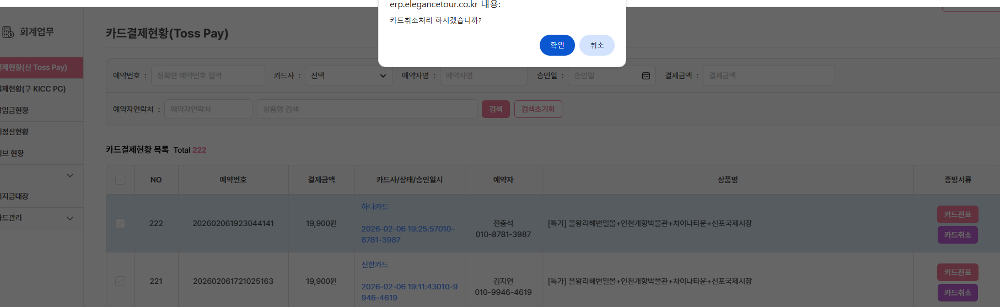 erp.elegancetour.co.kr 내용:
카드취소처리 하시겠습니까?
확인 취소
회계업무
결제현황(신 Toss Pay)
결제현황(구 KICC PG)
입금현황
정산현황
브 현황
지급대장
드관리
카드결제현황(Toss Pay)
예약번호 : 정확한 예약번호 입력 카드사 : 선택 예약자명 : 예약자명 승인일 : 승인일 결제금액 : 결제금액
예약자연락처 : 예약자연락처 상품명 검색 검색 검색초기화
카드결제현황 목록 Total 222
NO 예약번호 결제금액 카드사/상태/승인일시 예약자 상품명 증빙서류
222 202602061923044141 19,900원 하나카드
2026-02-06 19:25:57010-
8781-3987
전충석
010-8781-3987
[특가] 을왕리해변일몰+인천개항박물관+차이나타운+신포국제시장
카드전표
카드취소
221 202602061721025163 19,900원 신한카드
2026-02-06 19:11:43010-9
946-4619
김지연
010-9946-4619
[특가] 을왕리해변일몰+인천개항박물관+차이나타운+신포국제시장
카드전표
카드취소